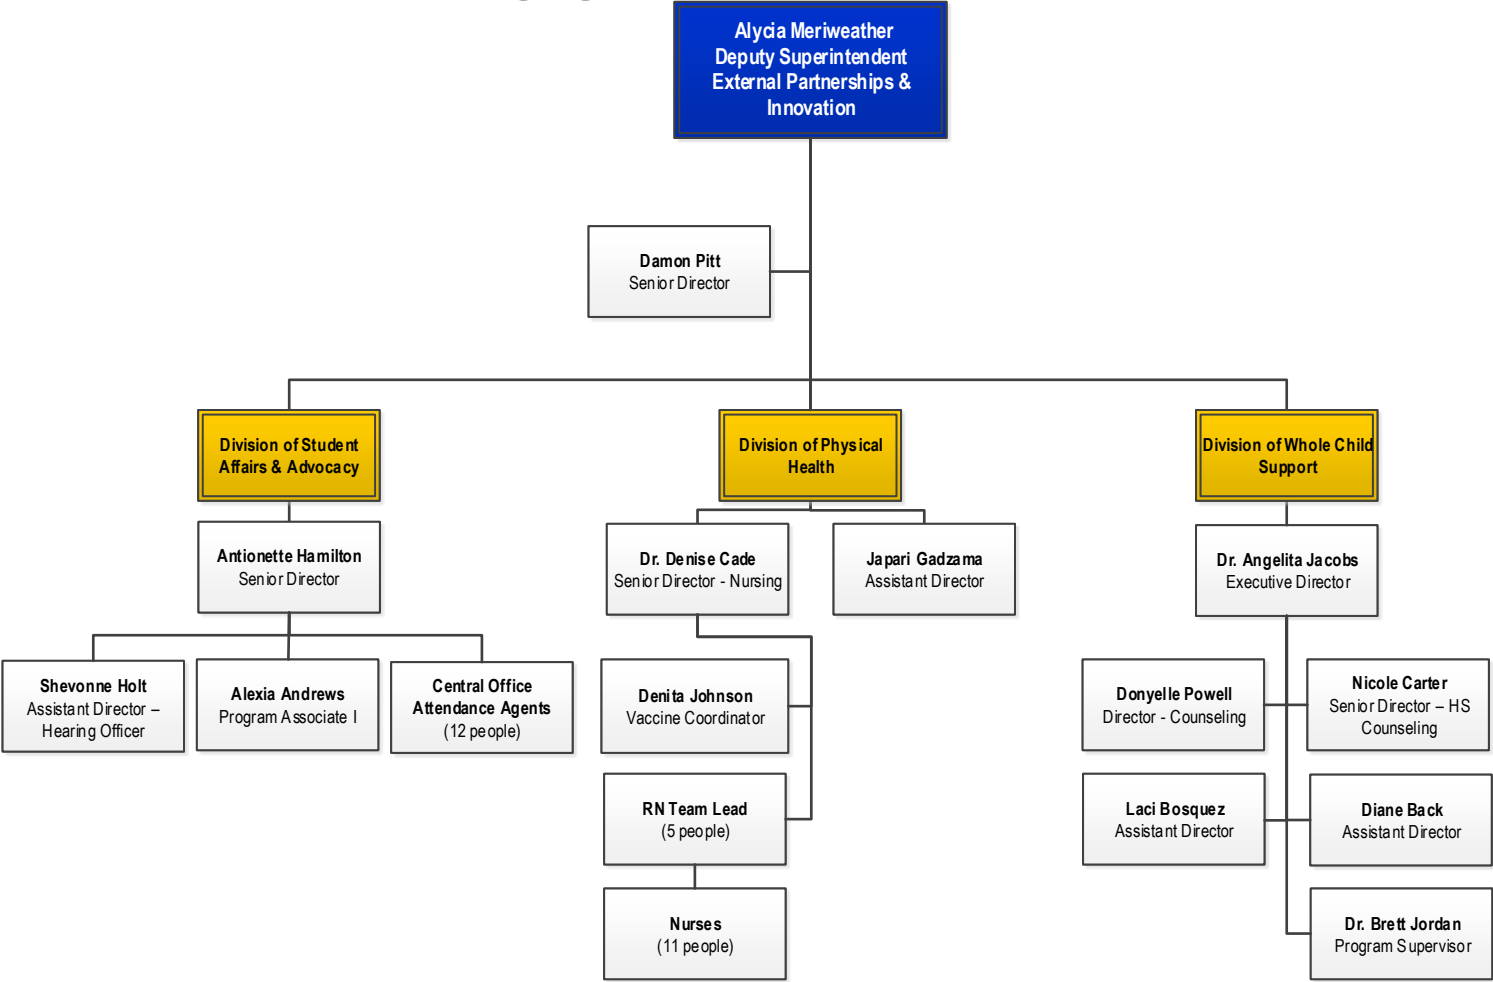 Alycia Meriweather
Deputy Superintendent
External Partnerships &
Innovation
Damon Pitt
Senior Director
Division of Student
Affairs & Advocacy
Division of Physical
Health
Division of Whole Child
Support
Antionette Hamilton
Senior Director
Dr. Denise Cade
Senior Director - Nursing
Japari Gadzama
Assistant Director
Dr. Angelita Jacobs
Executive Director
Shevonne Holt
Assistant Director –
Hearing Officer
Alexia Andrews
Program Associate I
Central Office
Attendance Agents
(12 people)
Denita Johnson
Vaccine Coordinator
Donyelle Powell
Director - Counseling
Nicole Carter
Senior Director – HS
Counseling
RN Team Lead
(5 people)
Laci Bosquez
Assistant Director
Diane Back
Assistant Director
Nurses
(11 people)
Dr. Brett Jordan
Program Supervisor